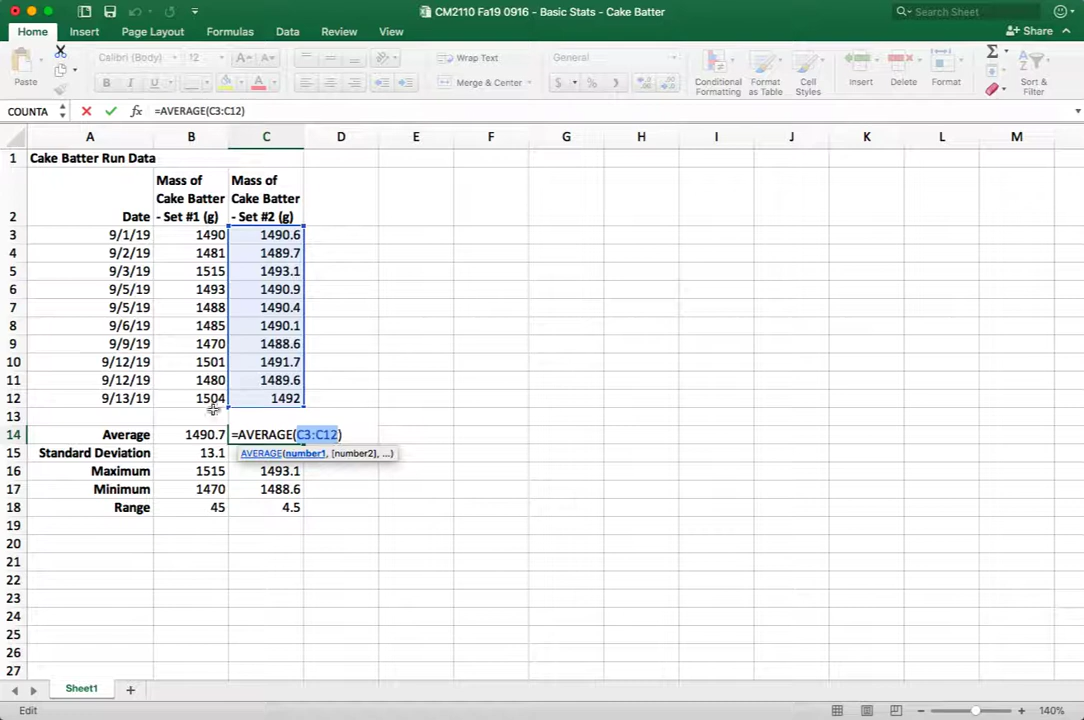 CM2110 Fa19 0916 - Basic Stats - Cake Batter
Search Sheet
Home Insert Page Layout Formulas Data Review View
Share
Paste
Calibri (Body) 12
A A
B I U
A
Wrap Text
Merge & Center
General
$ % )
Conditional Formatting
Format as Table
Cell Styles
Insert
Delete
Format
Sort & Filter
COUNTA fx =AVERAGE(C3:C12)
A B C D E F G H I J K L M
1 Cake Batter Run Data
Mass of Mass of
Cake Batter Cake Batter
2 Date - Set #1 (g) - Set #2 (g)
3 9/1/19 1490 1490.6
4 9/2/19 1481 1489.7
5 9/3/19 1515 1493.1
6 9/5/19 1493 1490.9
7 9/5/19 1488 1490.4
8 9/6/19 1485 1490.1
9 9/9/19 1470 1488.6
10 9/12/19 1501 1491.7
11 9/12/19 1480 1489.6
12 9/13/19 1504 1492
13
14 Average 1490.7 =AVERAGE(C3:C12)
15 Standard Deviation 13.1 AVERAGE(number1, [number2], ...)
16 Maximum 1515 1493.1
17 Minimum 1470 1488.6
18 Range 45 4.5
19
20
21
22
23
24
25
26
27
Sheet1
Edit
140%